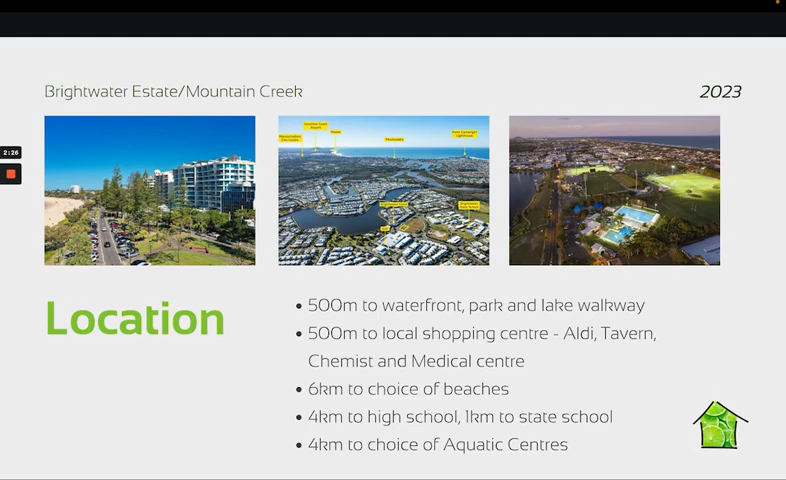 Brightwater Estate/Mountain Creek
2023
2:26
Location
• 500m to waterfront, park and lake walkway
• 500m to local shopping centre - Aldi, Tavern,
Chemist and Medical centre
• 6km to choice of beaches
• 4km to high school, 1km to state school
• 4km to choice of Aquatic Centres